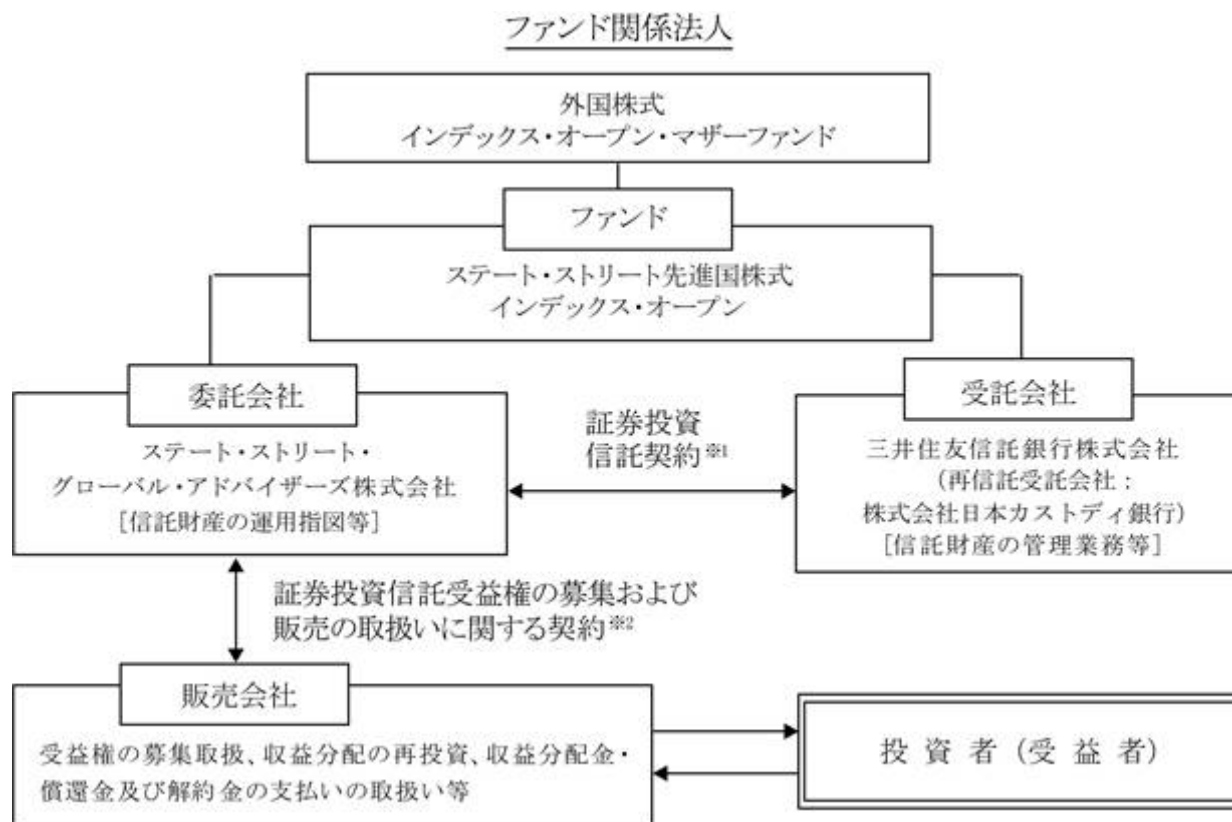 ファンド関係法人
外国株式
インデックス・オープン・マザーファンド
ファンド
ステート・ストリート先進国株式
インデックス・オープン
委託会社
ステート・ストリート・
グローバル・アドバイザーズ株式会社
[信託財産の運用指図等]
証券投資
信託契約※1
受託会社
三井住友信託銀行株式会社
(再信託受託会社:
株式会社日本カストディ銀行)
[信託財産の管理業務等]
証券投資信託受益権の募集および
販売の取扱いに関する契約※2
販売会社
受益権の募集取扱、収益分配の再投資、収益分配金・
償還金及び解約金の支払いの取扱い等
投資者(受益者)